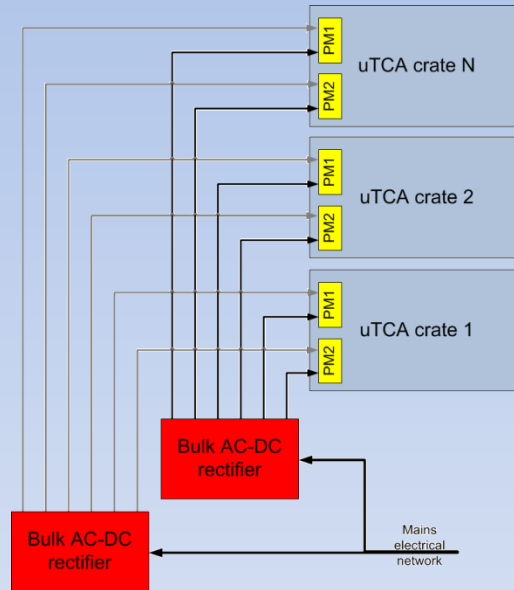 PM1
uTCA crate N
PM2
PM1
uTCA crate 2
PM2
PM1
uTCA crate 1
PM2
Bulk AC-DC
rectifier
Mains
electrical
network
Bulk AC-DC
rectifier